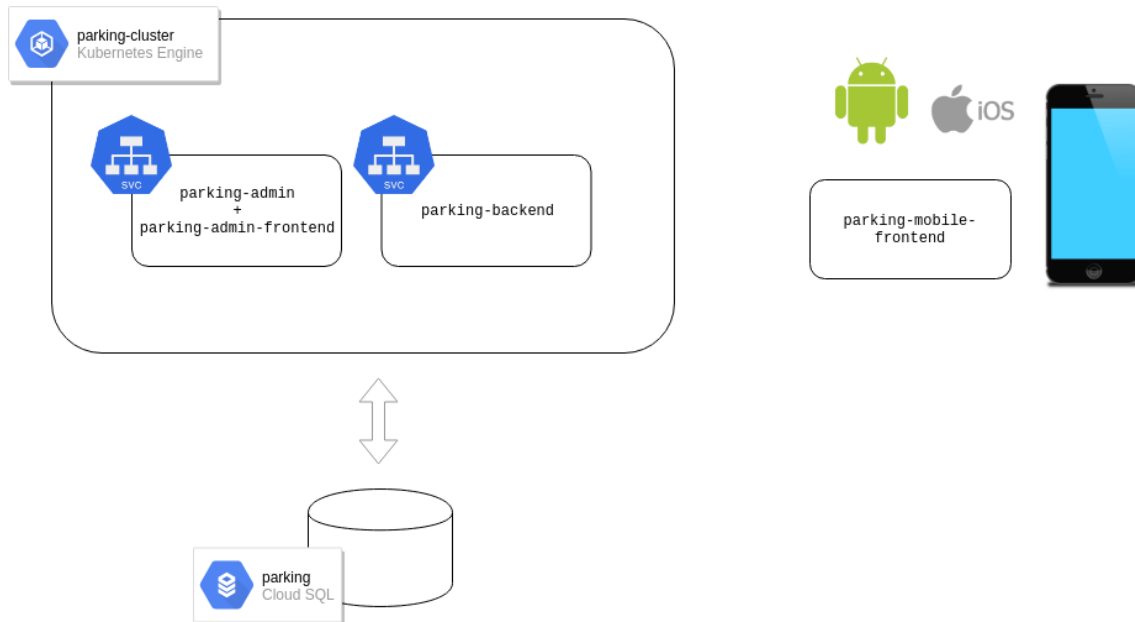 parking-cluster
Kubernetes Engine
svc
parking-admin
+
parking-admin-frontend
svc
parking-backend
iOS
parking-mobile-
frontend
parking
Cloud SQL